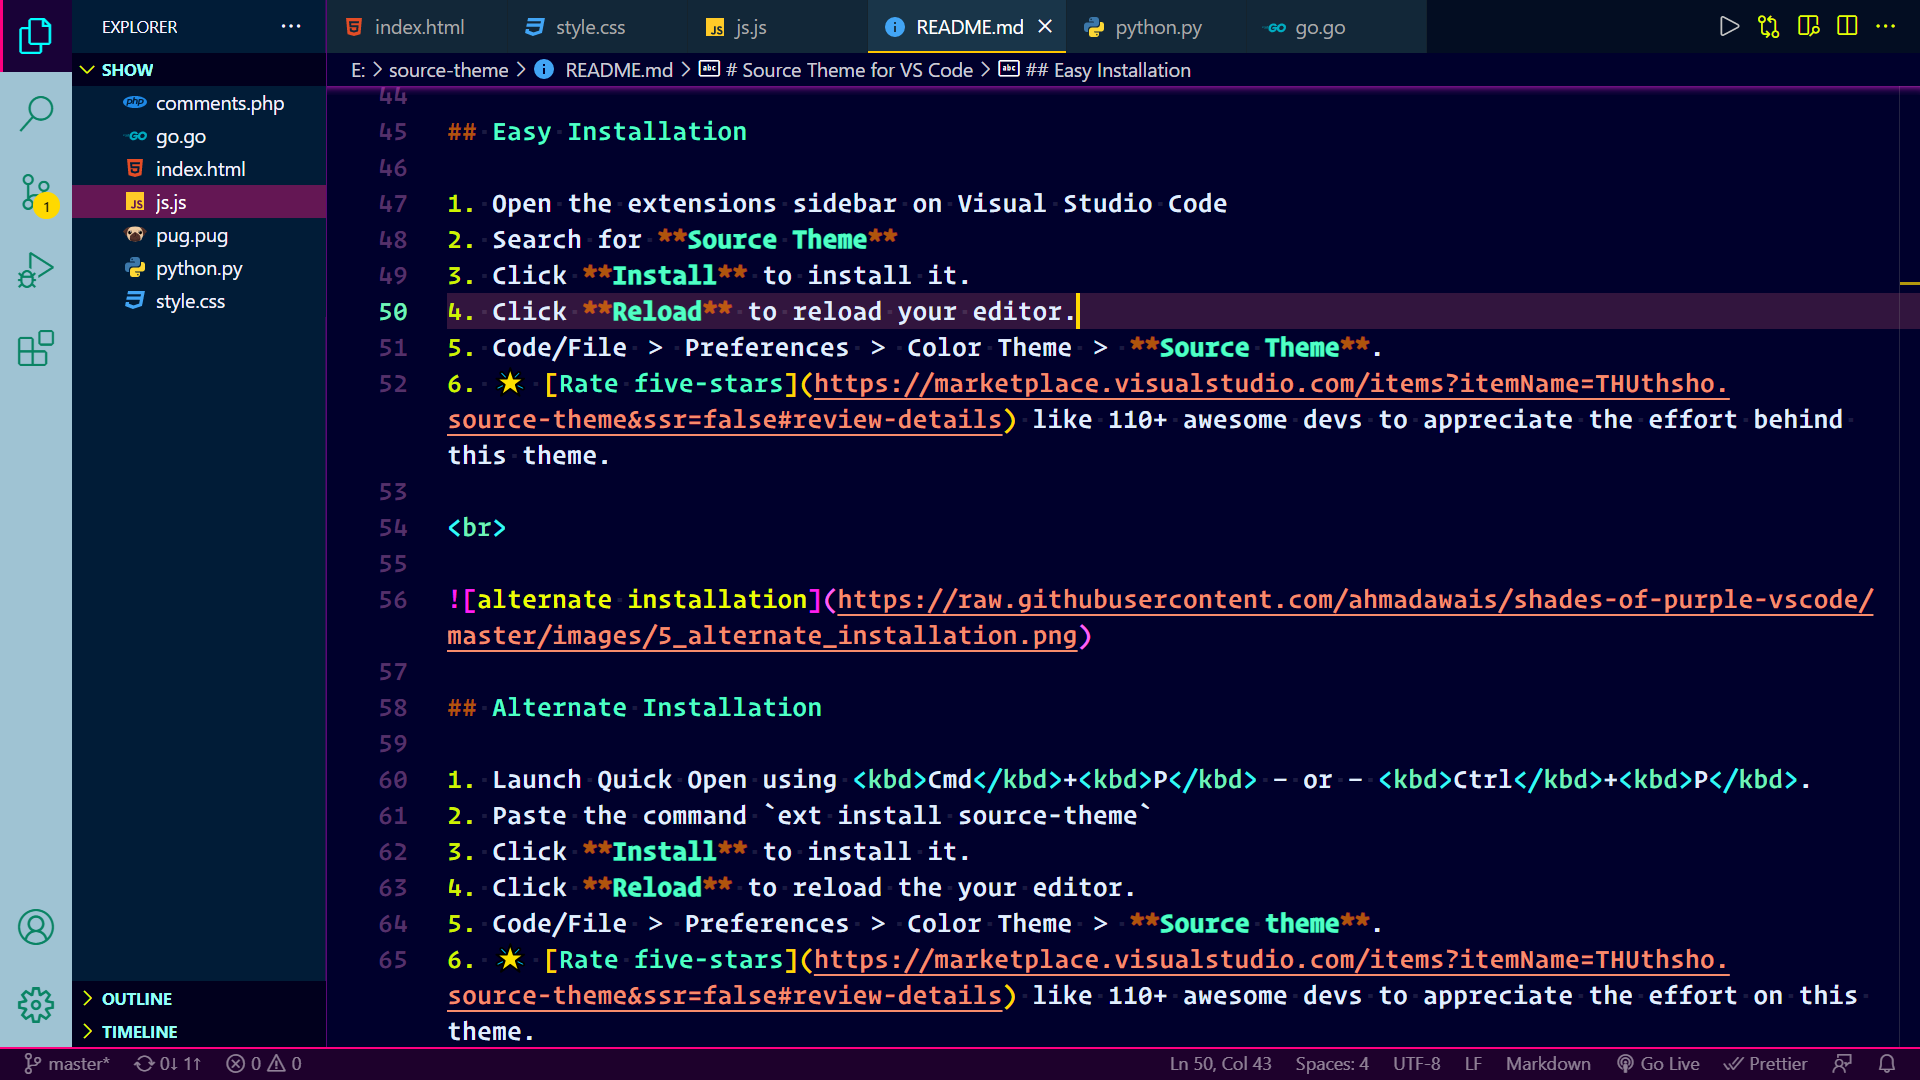 EXPLORER
SHOW
comments.php
go.go
index.html
js.js
pug.pug
python.py
style.css
OUTLINE
TIMELINE
index.html
style.css
js.js
README.md
python.py
go.go
E: > source-theme > README.md > # Source Theme for VS Code > ## Easy Installation
44
45 ## Easy Installation
46
47 1. Open the extensions sidebar on Visual Studio Code
48 2. Search for **Source Theme**
49 3. Click **Install** to install it.
50 4. Click **Reload** to reload your editor.
51 5. Code/File > Preferences > Color Theme > **Source Theme**.
52 6. ★ [Rate five-stars](https://marketplace.visualstudio.com/items?itemName=THUthsho.
source-theme&ssr=false#review-details) like 110+ awesome devs to appreciate the effort behind
this theme.
53
54 <br>
55
56 ![alternate installation](https://raw.githubusercontent.com/ahmadawais/shades-of-purple-vscode/
master/images/5_alternate_installation.png)
57
58 ## Alternate Installation
59
60 1. Launch Quick Open using <kbd>Cmd</kbd>+<kbd>P</kbd> - or - <kbd>Ctrl</kbd>+<kbd>P</kbd>.
61 2. Paste the command `ext install source-theme`
62 3. Click **Install** to install it.
63 4. Click **Reload** to reload the your editor.
64 5. Code/File > Preferences > Color Theme > **Source theme**.
65 6. ★ [Rate five-stars](https://marketplace.visualstudio.com/items?itemName=THUthsho.
source-theme&ssr=false#review-details) like 110+ awesome devs to appreciate the effort on this
theme.
1
master* 0↓ 1↑ 0 0 Ln 50, Col 43 Spaces: 4 UTF-8 LF Markdown Go Live Prettier